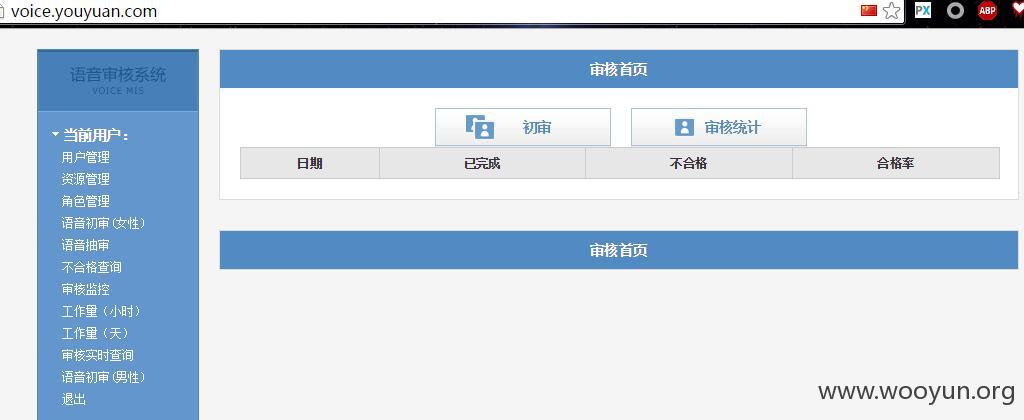 voice.youyuan.com
PX
ABP
语音审核系统
VOICE MIS
当前用户：
用户管理
资源管理
角色管理
语音初审(女性)
语音抽审
不合格查询
审核监控
工作量（小时）
工作量（天）
审核实时查询
语音初审(男性)
退出
审核首页
初审
审核统计
日期 已完成 不合格 合格率
审核首页
www.wooyun.org